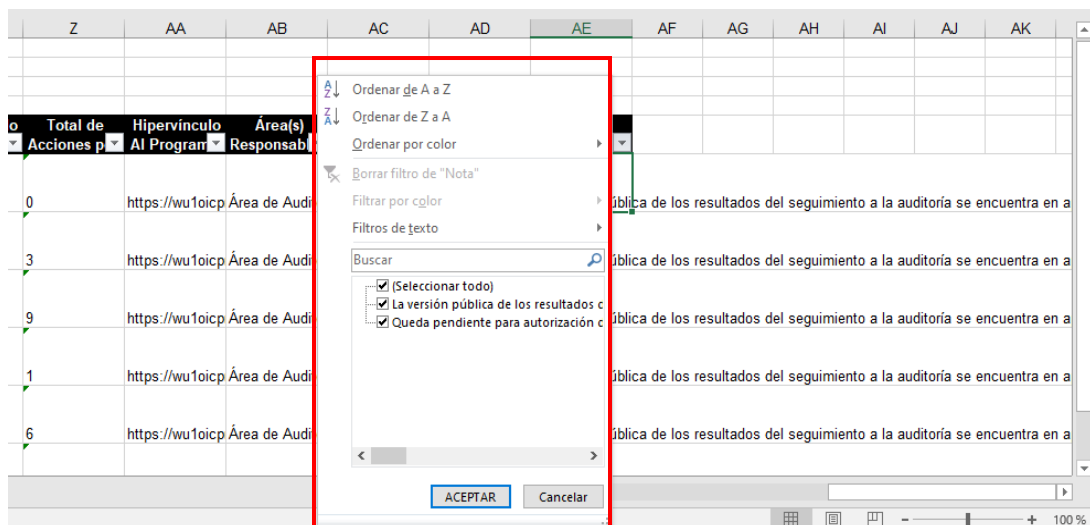 Z AA AB AC AD AE AF AG AH AI AJ AK
o Total de Hipervínculo Área(s)
Acciones p Al Program Responsabl
Ordenar de A a Z
Ordenar de Z a A
Ordenar por color
Borrar filtro de "Nota"
Filtrar por color
Filtros de texto
Buscar
(Seleccionar todo)
La versión pública de los resultados c
Queda pendiente para autorización c
ACEPTAR Cancelar
0 https://wu1oicp Área de Audi ública de los resultados del seguimiento a la auditoría se encuentra en a
3 https://wu1oicp Área de Audi ública de los resultados del seguimiento a la auditoría se encuentra en a
9 https://wu1oicp Área de Audi ública de los resultados del seguimiento a la auditoría se encuentra en a
1 https://wu1oicp Área de Audi ública de los resultados del seguimiento a la auditoría se encuentra en a
6 https://wu1oicp Área de Audi ública de los resultados del seguimiento a la auditoría se encuentra en a
100 %